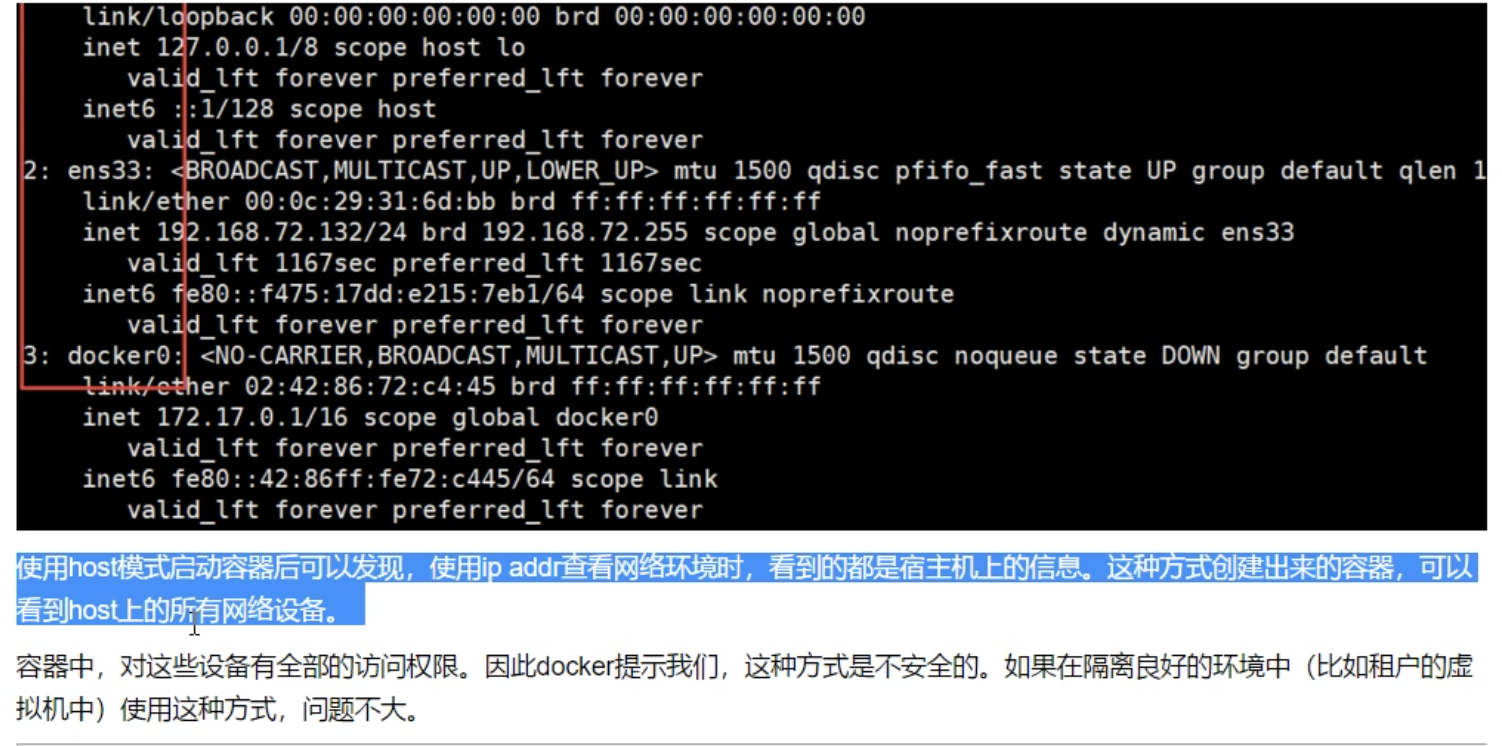 link/loopback 00:00:00:00:00:00 brd 00:00:00:00:00:00
inet 127.0.0.1/8 scope host lo
valid_lft forever preferred_lft forever
inet6 ::1/128 scope host
valid_lft forever preferred_lft forever
2: ens33: <BROADCAST,MULTICAST,UP,LOWER_UP> mtu 1500 qdisc pfifo_fast state UP group default qlen 1
link/ether 00:0c:29:31:6d:bb brd ff:ff:ff:ff:ff:ff
inet 192.168.72.132/24 brd 192.168.72.255 scope global noprefixroute dynamic ens33
valid_lft 1167sec preferred_lft 1167sec
inet6 fe80::f475:17dd:e215:7eb1/64 scope link noprefixroute
valid_lft forever preferred_lft forever
3: docker0: <NO-CARRIER,BROADCAST,MULTICAST,UP> mtu 1500 qdisc noqueue state DOWN group default
link/ether 02:42:86:72:c4:45 brd ff:ff:ff:ff:ff:ff
inet 172.17.0.1/16 scope global docker0
valid_lft forever preferred_lft forever
inet6 fe80::42:86ff:fe72:c445/64 scope link
valid_lft forever preferred_lft forever
使用host模式启动容器后可以发现，使用ip addr查看网络环境时，看到的都是宿主机上的信息。这种方式创建出来的容器，可以
看到host上的所有网络设备。
容器中，对这些设备有全部的访问权限。因此docker提示我们，这种方式是不安全的。如果在隔离良好的环境中（比如租户的虚
拟机中）使用这种方式，问题不大。